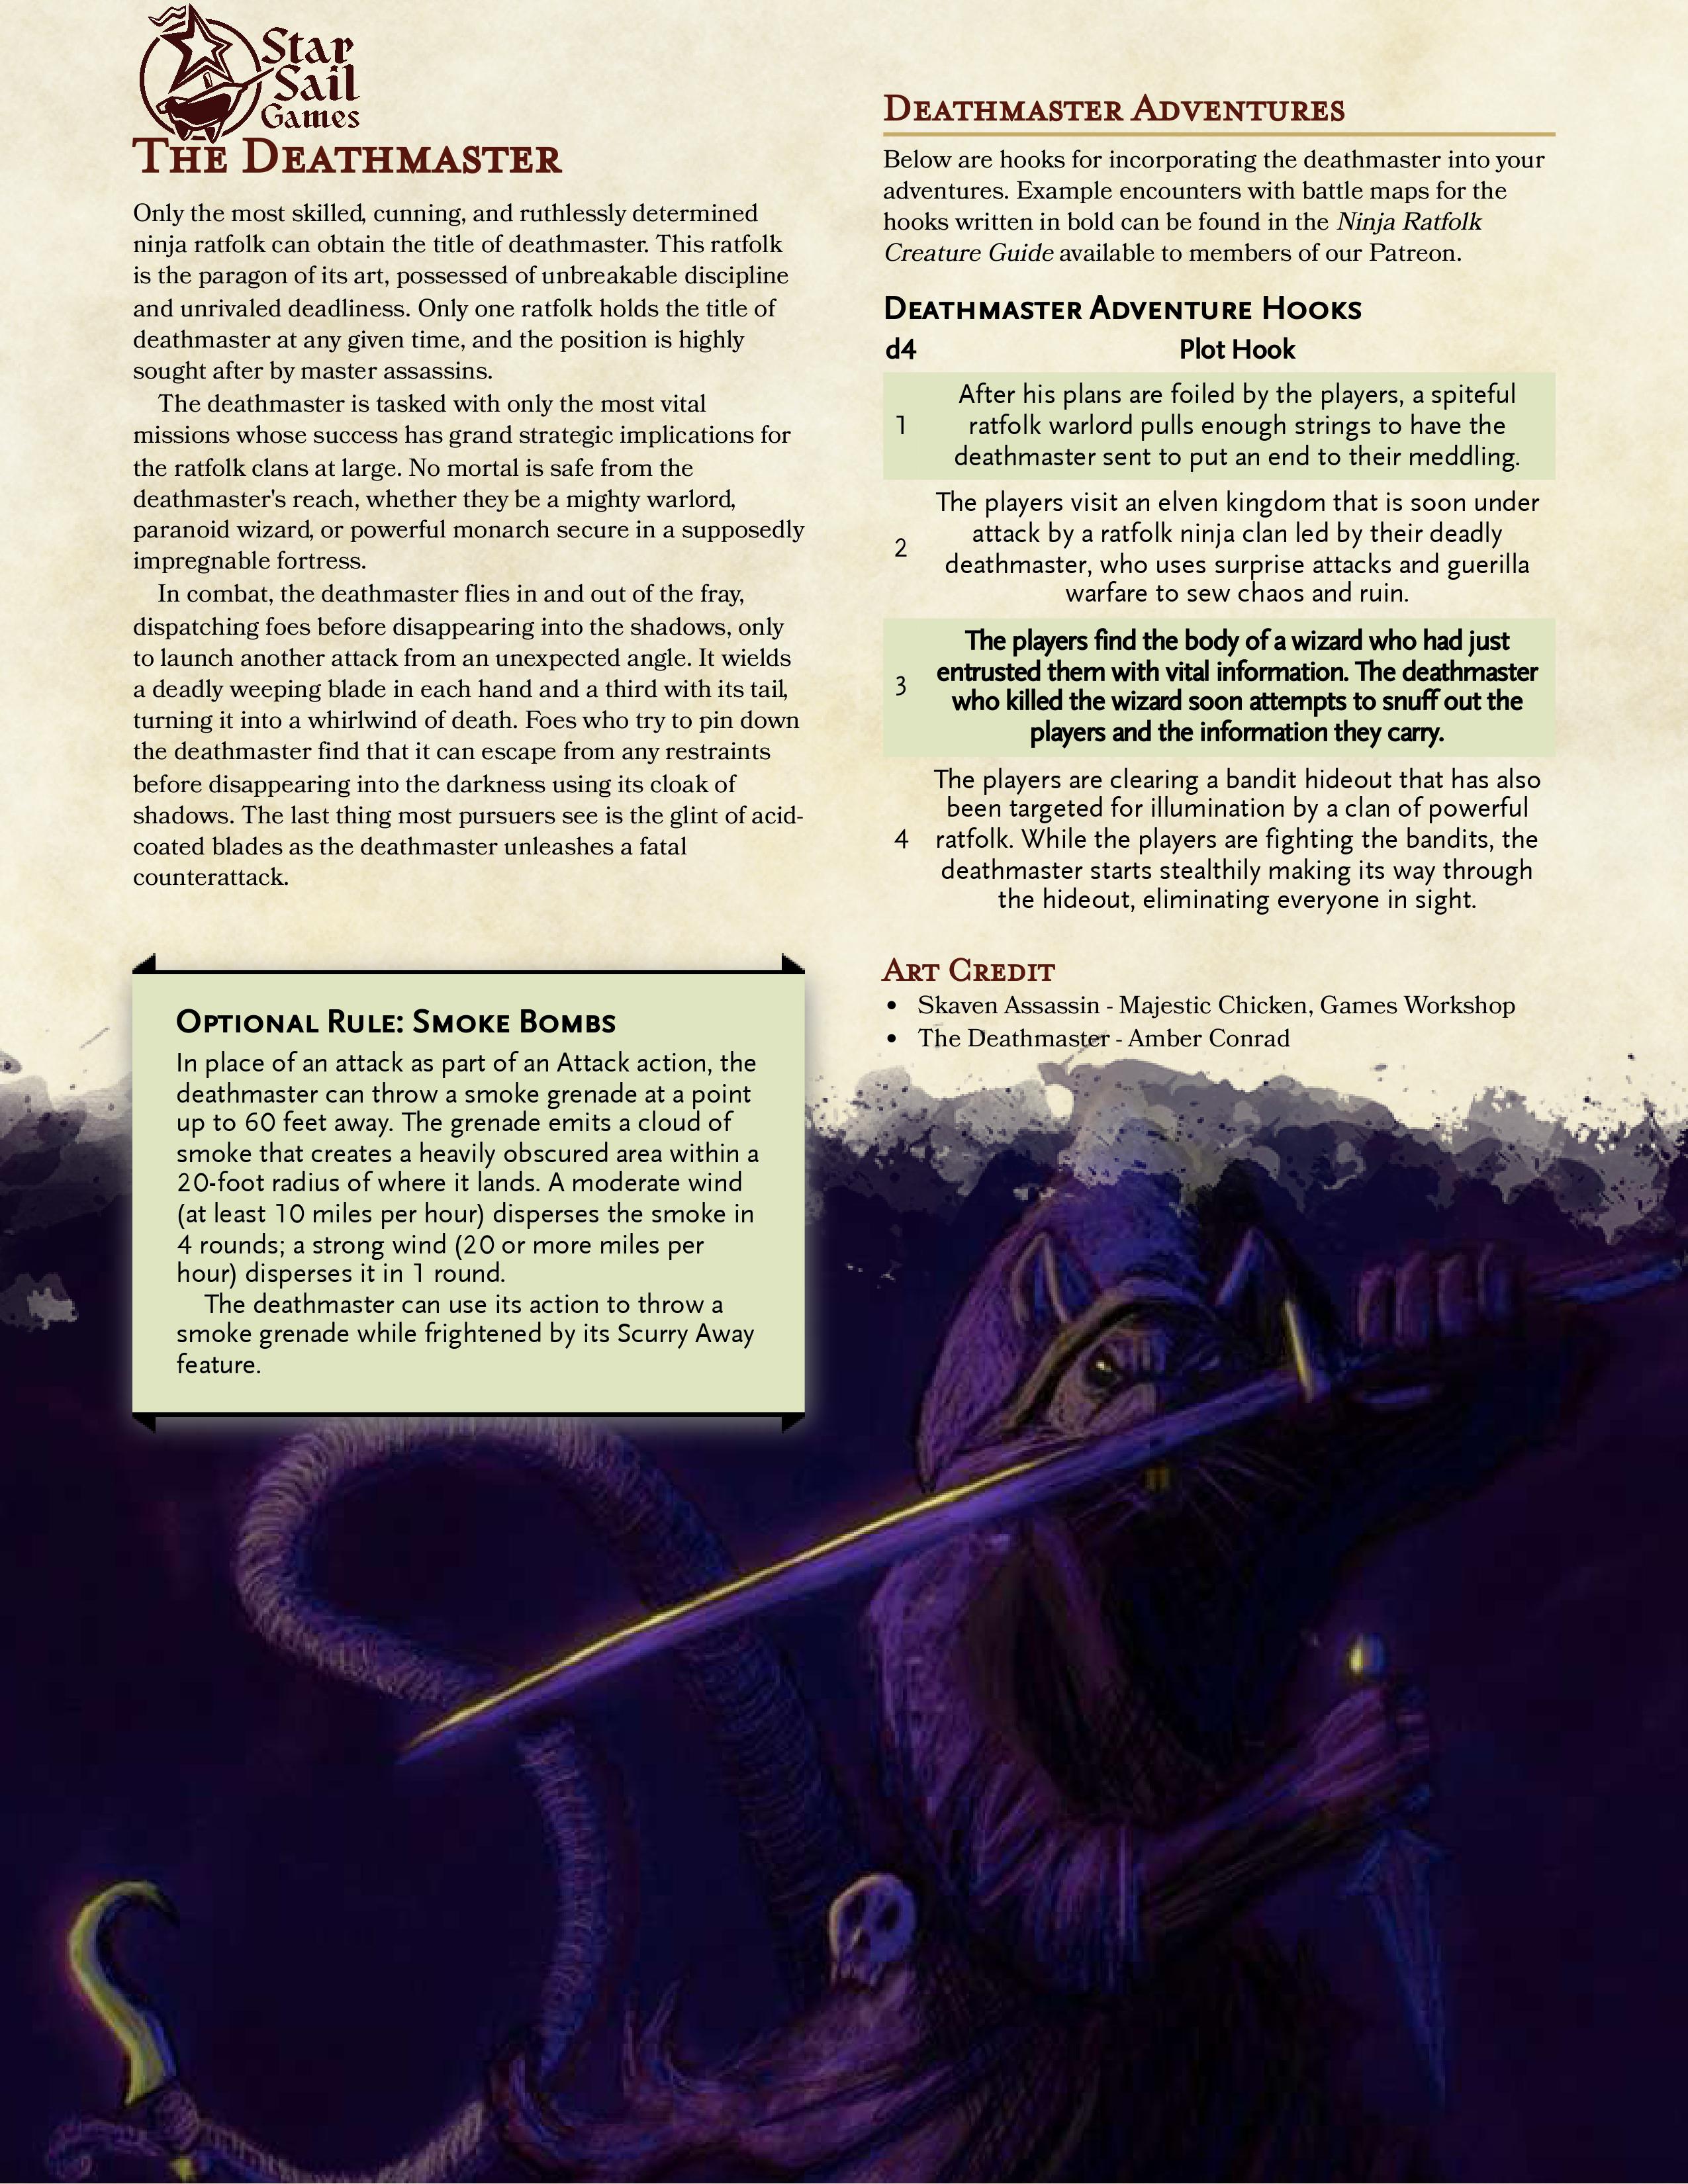 Star
Sail
Games
The Deathmaster
Only the most skilled, cunning, and ruthlessly determined
ninja ratfolk can obtain the title of deathmaster. This ratfolk
is the paragon of its art, possessed of unbreakable discipline
and unrivaled deadliness. Only one ratfolk holds the title of
deathmaster at any given time, and the position is highly
sought after by master assassins.
The deathmaster is tasked with only the most vital
missions whose success has grand strategic implications for
the ratfolk clans at large. No mortal is safe from the
deathmaster's reach, whether they be a mighty warlord,
paranoid wizard, or powerful monarch secure in a supposedly
impregnable fortress.
In combat, the deathmaster flies in and out of the fray,
dispatching foes before disappearing into the shadows, only
to launch another attack from an unexpected angle. It wields
a deadly weeping blade in each hand and a third with its tail,
turning it into a whirlwind of death. Foes who try to pin down
the deathmaster find that it can escape from any restraints
before disappearing into the darkness using its cloak of
shadows. The last thing most pursuers see is the glint of acid-
coated blades as the deathmaster unleashes a fatal
counterattack.
Optional Rule: Smoke Bombs
In place of an attack as part of an Attack action, the
deathmaster can throw a smoke grenade at a point
up to 60 feet away. The grenade emits a cloud of
smoke that creates a heavily obscured area within a
20-foot radius of where it lands. A moderate wind
(at least 10 miles per hour) disperses the smoke in
4 rounds; a strong wind (20 or more miles per
hour) disperses it in 1 round.
The deathmaster can use its action to throw a
smoke grenade while frightened by its Scurry Away
feature.
Deathmaster Adventures
Below are hooks for incorporating the deathmaster into your
adventures. Example encounters with battle maps for the
hooks written in bold can be found in the Ninja Ratfolk
Creature Guide available to members of our Patreon.
Deathmaster Adventure Hooks
d4 Plot Hook
After his plans are foiled by the players, a spiteful
1 ratfolk warlord pulls enough strings to have the
deathmaster sent to put an end to their meddling.
The players visit an elven kingdom that is soon under
attack by a ratfolk ninja clan led by their deadly
2 deathmaster, who uses surprise attacks and guerilla
warfare to sew chaos and ruin.
The players find the body of a wizard who had just
entrusted them with vital information. The deathmaster
3 who killed the wizard soon attempts to snuff out the
players and the information they carry.
The players are clearing a bandit hideout that has also
been targeted for illumination by a clan of powerful
4 ratfolk. While the players are fighting the bandits, the
deathmaster starts stealthily making its way through
the hideout, eliminating everyone in sight.
Art Credit
• Skaven Assassin - Majestic Chicken, Games Workshop
• The Deathmaster - Amber Conrad